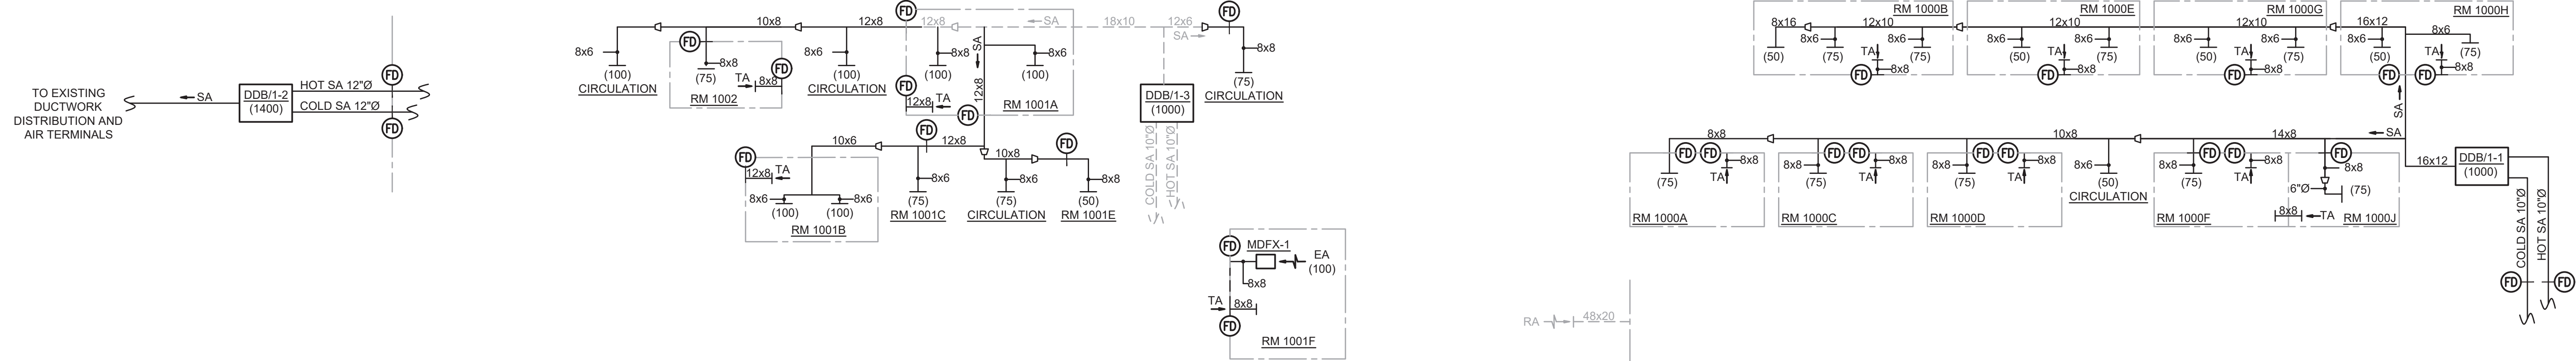 TO EXISTING
DUCTWORK
DISTRIBUTION AND
AIR TERMINALS
SA
DDB/1-2
(1400)
HOT SA 12"Ø
COLD SA 12"Ø
FD
FD
8x6
(100)
CIRCULATION
10x8
FD
8x8
(75)
TA
8x8
FD
RM 1002
12x8
8x6
(100)
CIRCULATION
FD
12x8
SA
18x10
12x6
SA
8x8
(100)
FD
12x8
TA
FD
SA
12x8
8x6
(100)
RM 1001A
FD
8x8
(75)
CIRCULATION
DDB/1-3
(1000)
COLD SA 10"Ø
HOT SA 10"Ø
10x6
FD
12x8
10x8
FD
FD
12x8
TA
8x6
(100)
8x6
(100)
RM 1001B
8x6
(75)
RM 1001C
8x6
(75)
CIRCULATION
8x8
(50)
RM 1001E
FD
MDFX-1
EA
(100)
8x8
TA
8x8
FD
RM 1001F
RA
48x20
RM 1000B
8x16
12x10
(50)
8x6
(75)
TA
8x8
FD
8x6
(75)
RM 1000E
12x10
8x6
(50)
TA
8x8
FD
8x6
(75)
RM 1000G
12x10
8x6
(50)
TA
8x8
FD
8x6
(75)
RM 1000H
16x12
8x6
(50)
FD
8x6
(75)
TA
8x8
FD
SA
8x8
10x8
14x8
SA
FD
FD
8x8
(75)
TA
RM 1000A
FD
FD
8x8
8x8
(75)
TA
RM 1000C
FD
FD
8x8
8x8
(75)
TA
RM 1000D
8x6
(50)
CIRCULATION
FD
FD
8x8
8x8
(75)
TA
RM 1000F
FD
8x8
6"Ø
(75)
8x8
TA
RM 1000J
16x12
DDB/1-1
(1000)
COLD SA 10"Ø
HOT SA 10"Ø
FD
FD